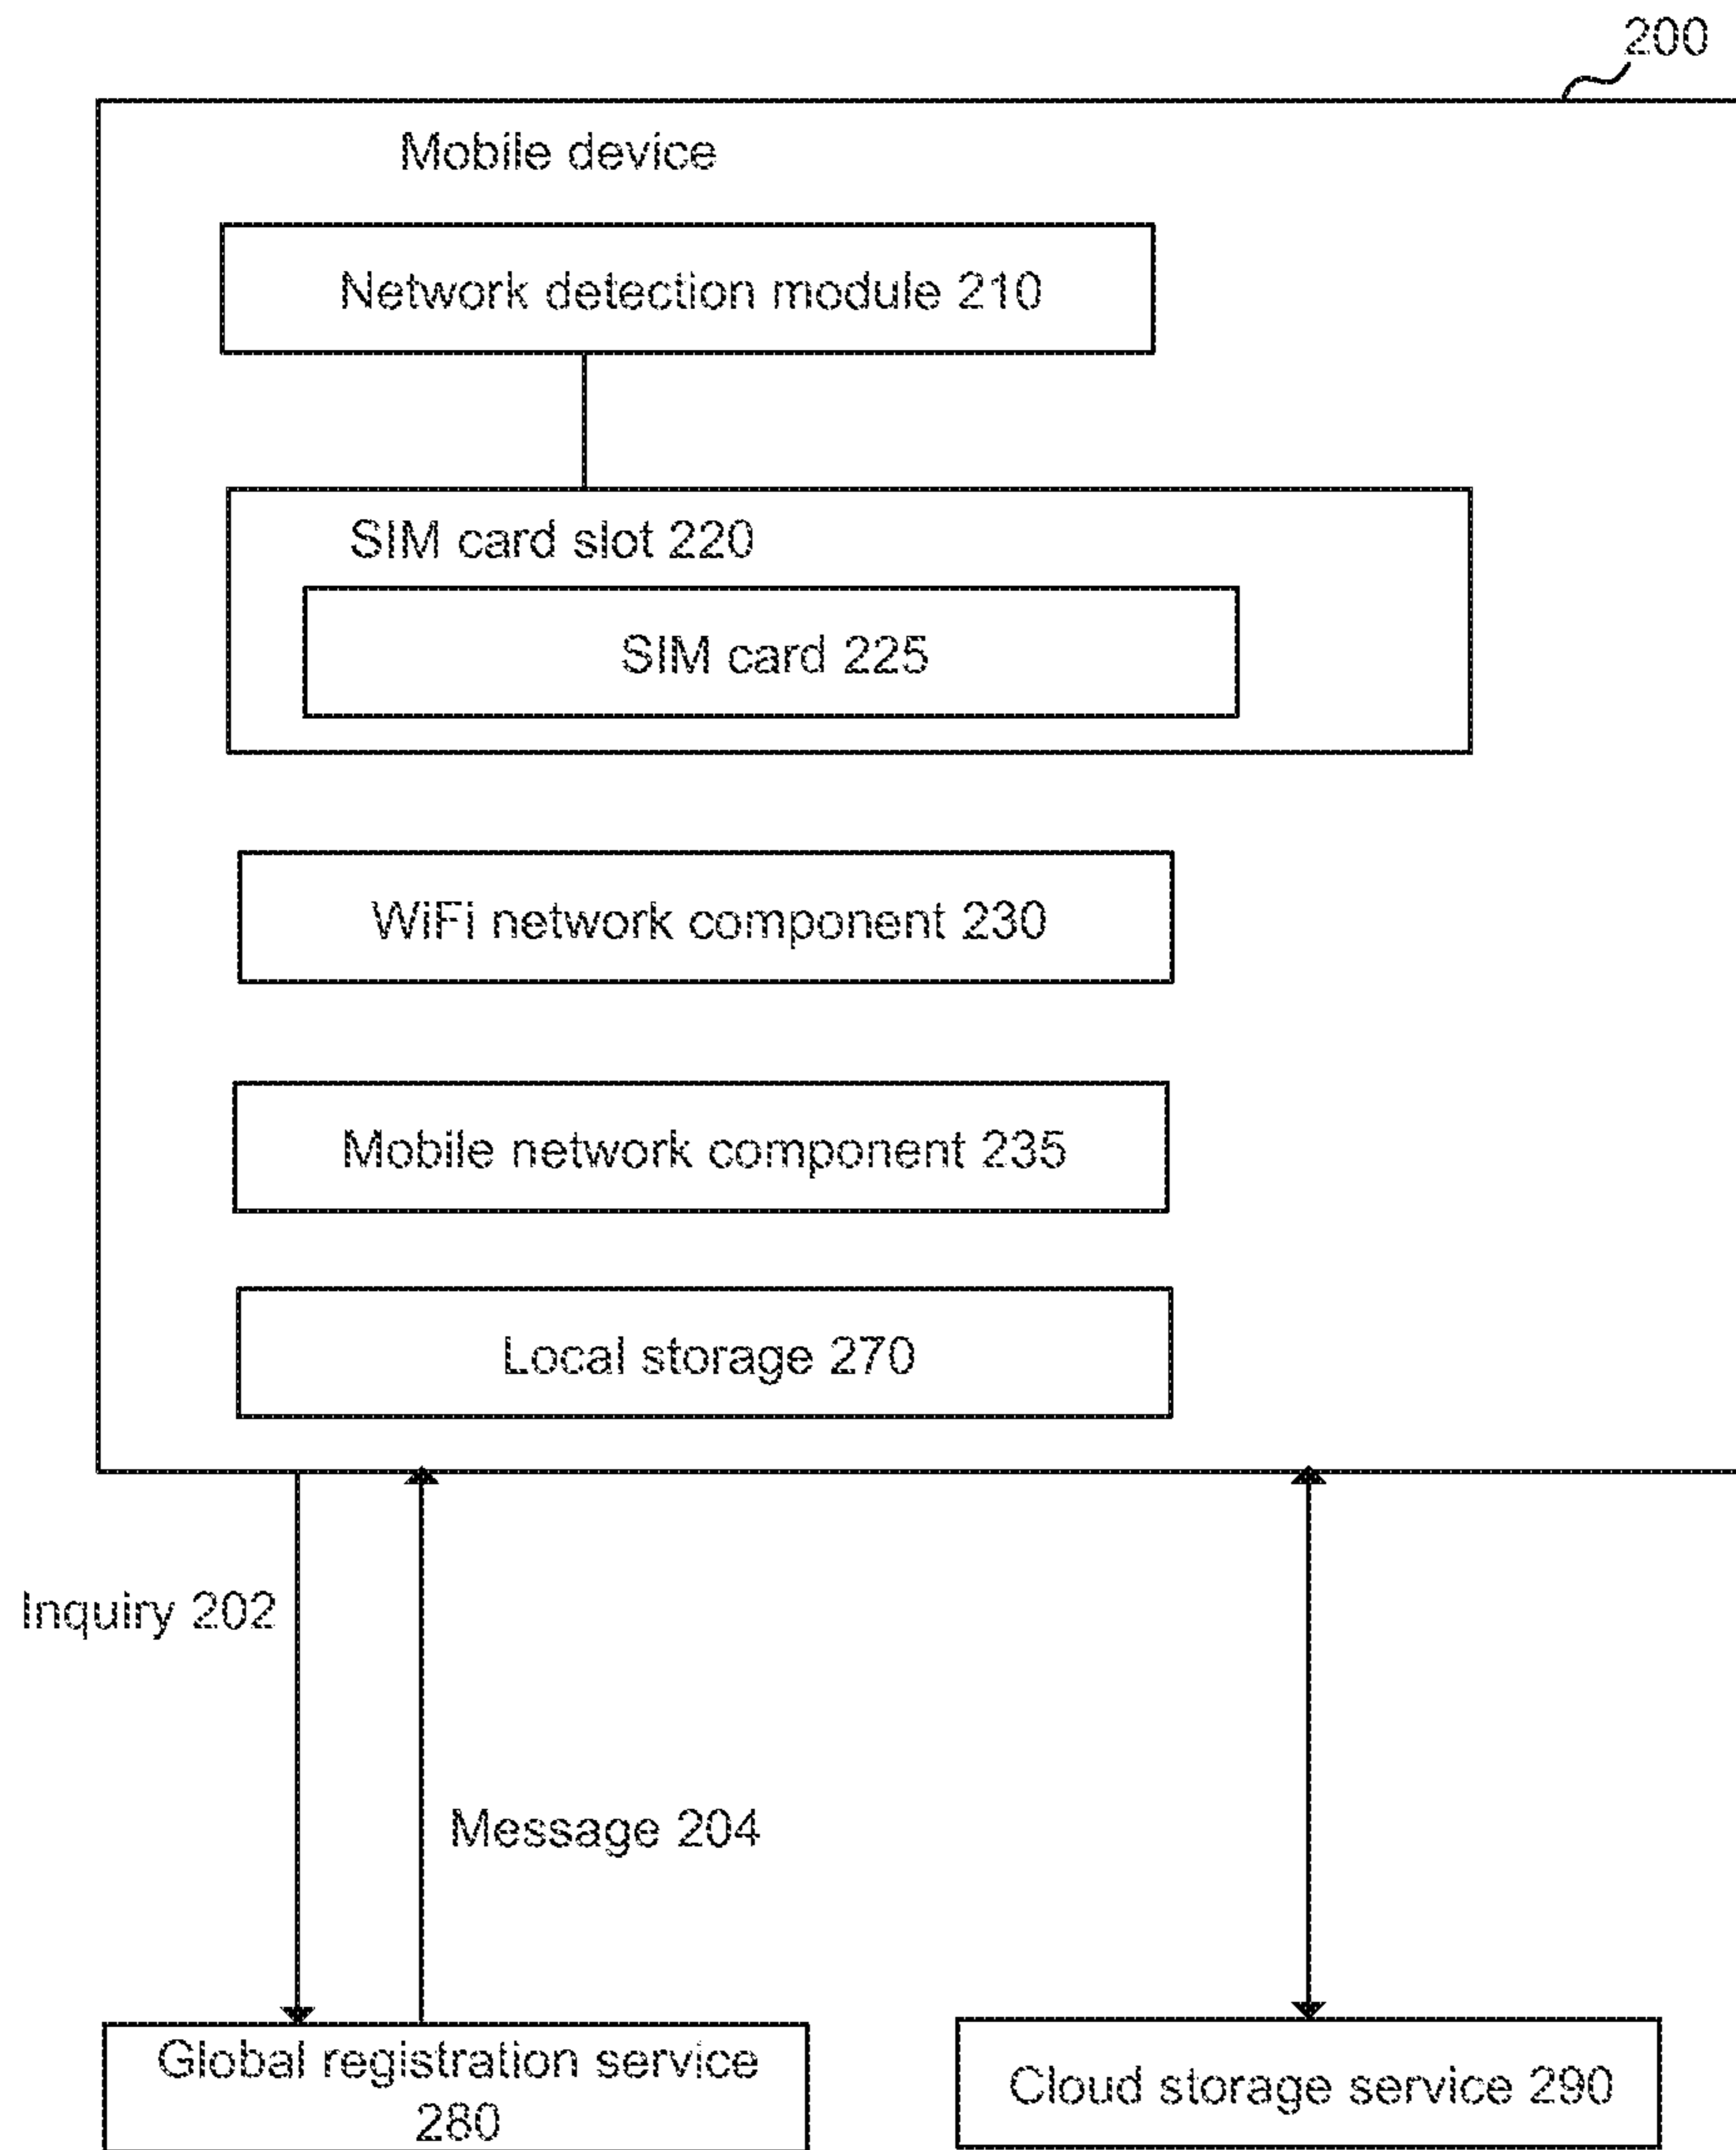 200
Mobile device
Network detection module 210
SIM card slot 220
SIM card 225
WiFi network component 230
Mobile network component 235
Local storage 270
Inquiry 202
Message 204
Global registration service
280
Cloud storage service 290